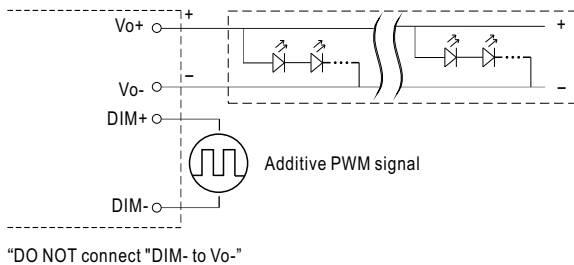 Vo+
+
+
Vo-
–
–
DIM+
Additive PWM signal
DIM-
“DO NOT connect "DIM- to Vo-”